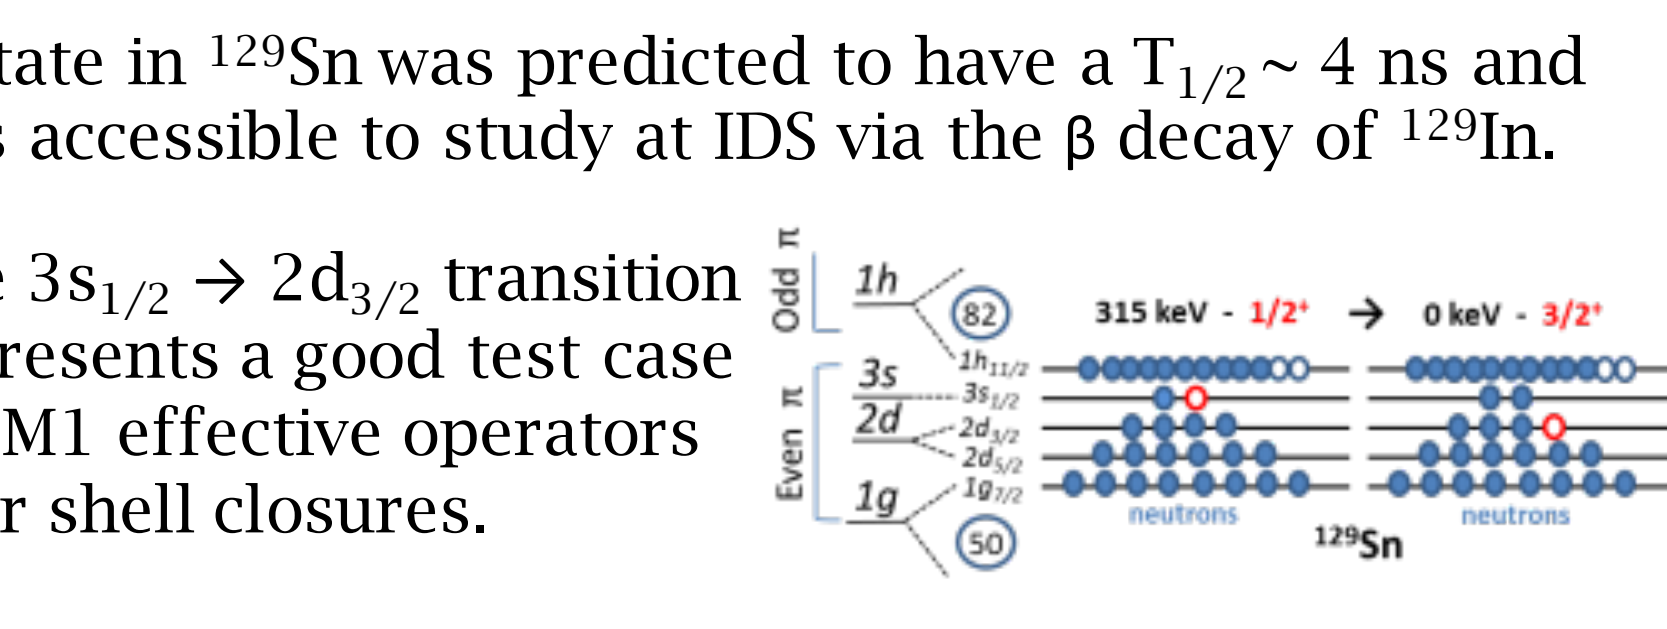 tate in ¹²⁹Sn was predicted to have a T₁/₂ ~ 4 ns and
s accessible to study at IDS via the β decay of ¹²⁹In.
e 3s₁/₂ → 2d₃/₂ transition
resents a good test case
M1 effective operators
r shell closures.
Odd π
Even π
1h
82
1h₁₁/₂
3s
3s₁/₂
2d
2d₃/₂
2d₅/₂
1g
1g₇/₂
50
315 keV - 1/2⁺ → 0 keV - 3/2⁺
neutrons
neutrons
¹²⁹Sn